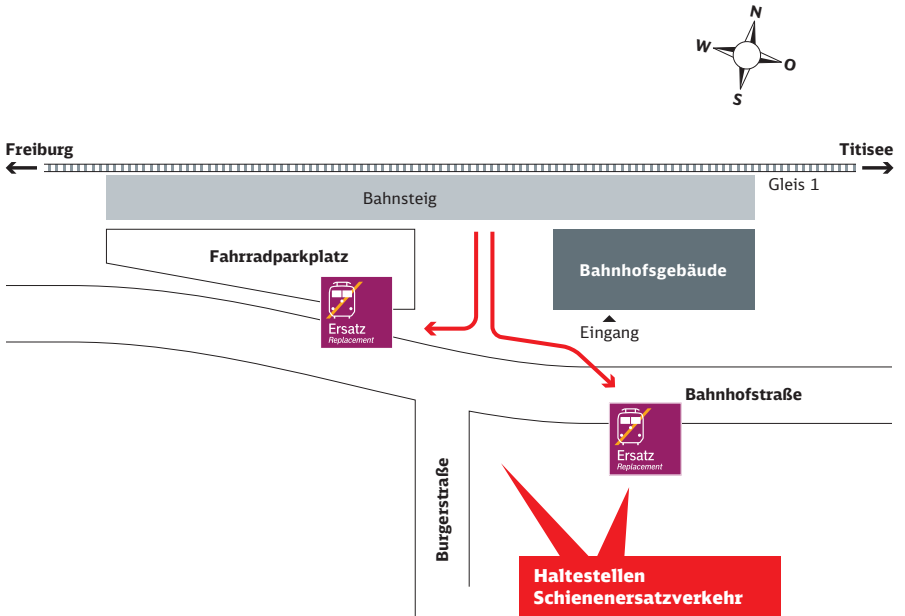 N
W
O
S
Freiburg
Titisee
Gleis 1
Bahnsteig
Fahrradparkplatz
Bahnhofsgebäude
Ersatz
Replacement
Eingang
Bahnhofstraße
Ersatz
Replacement
Burgerstraße
Haltestellen
Schienenersatzverkehr